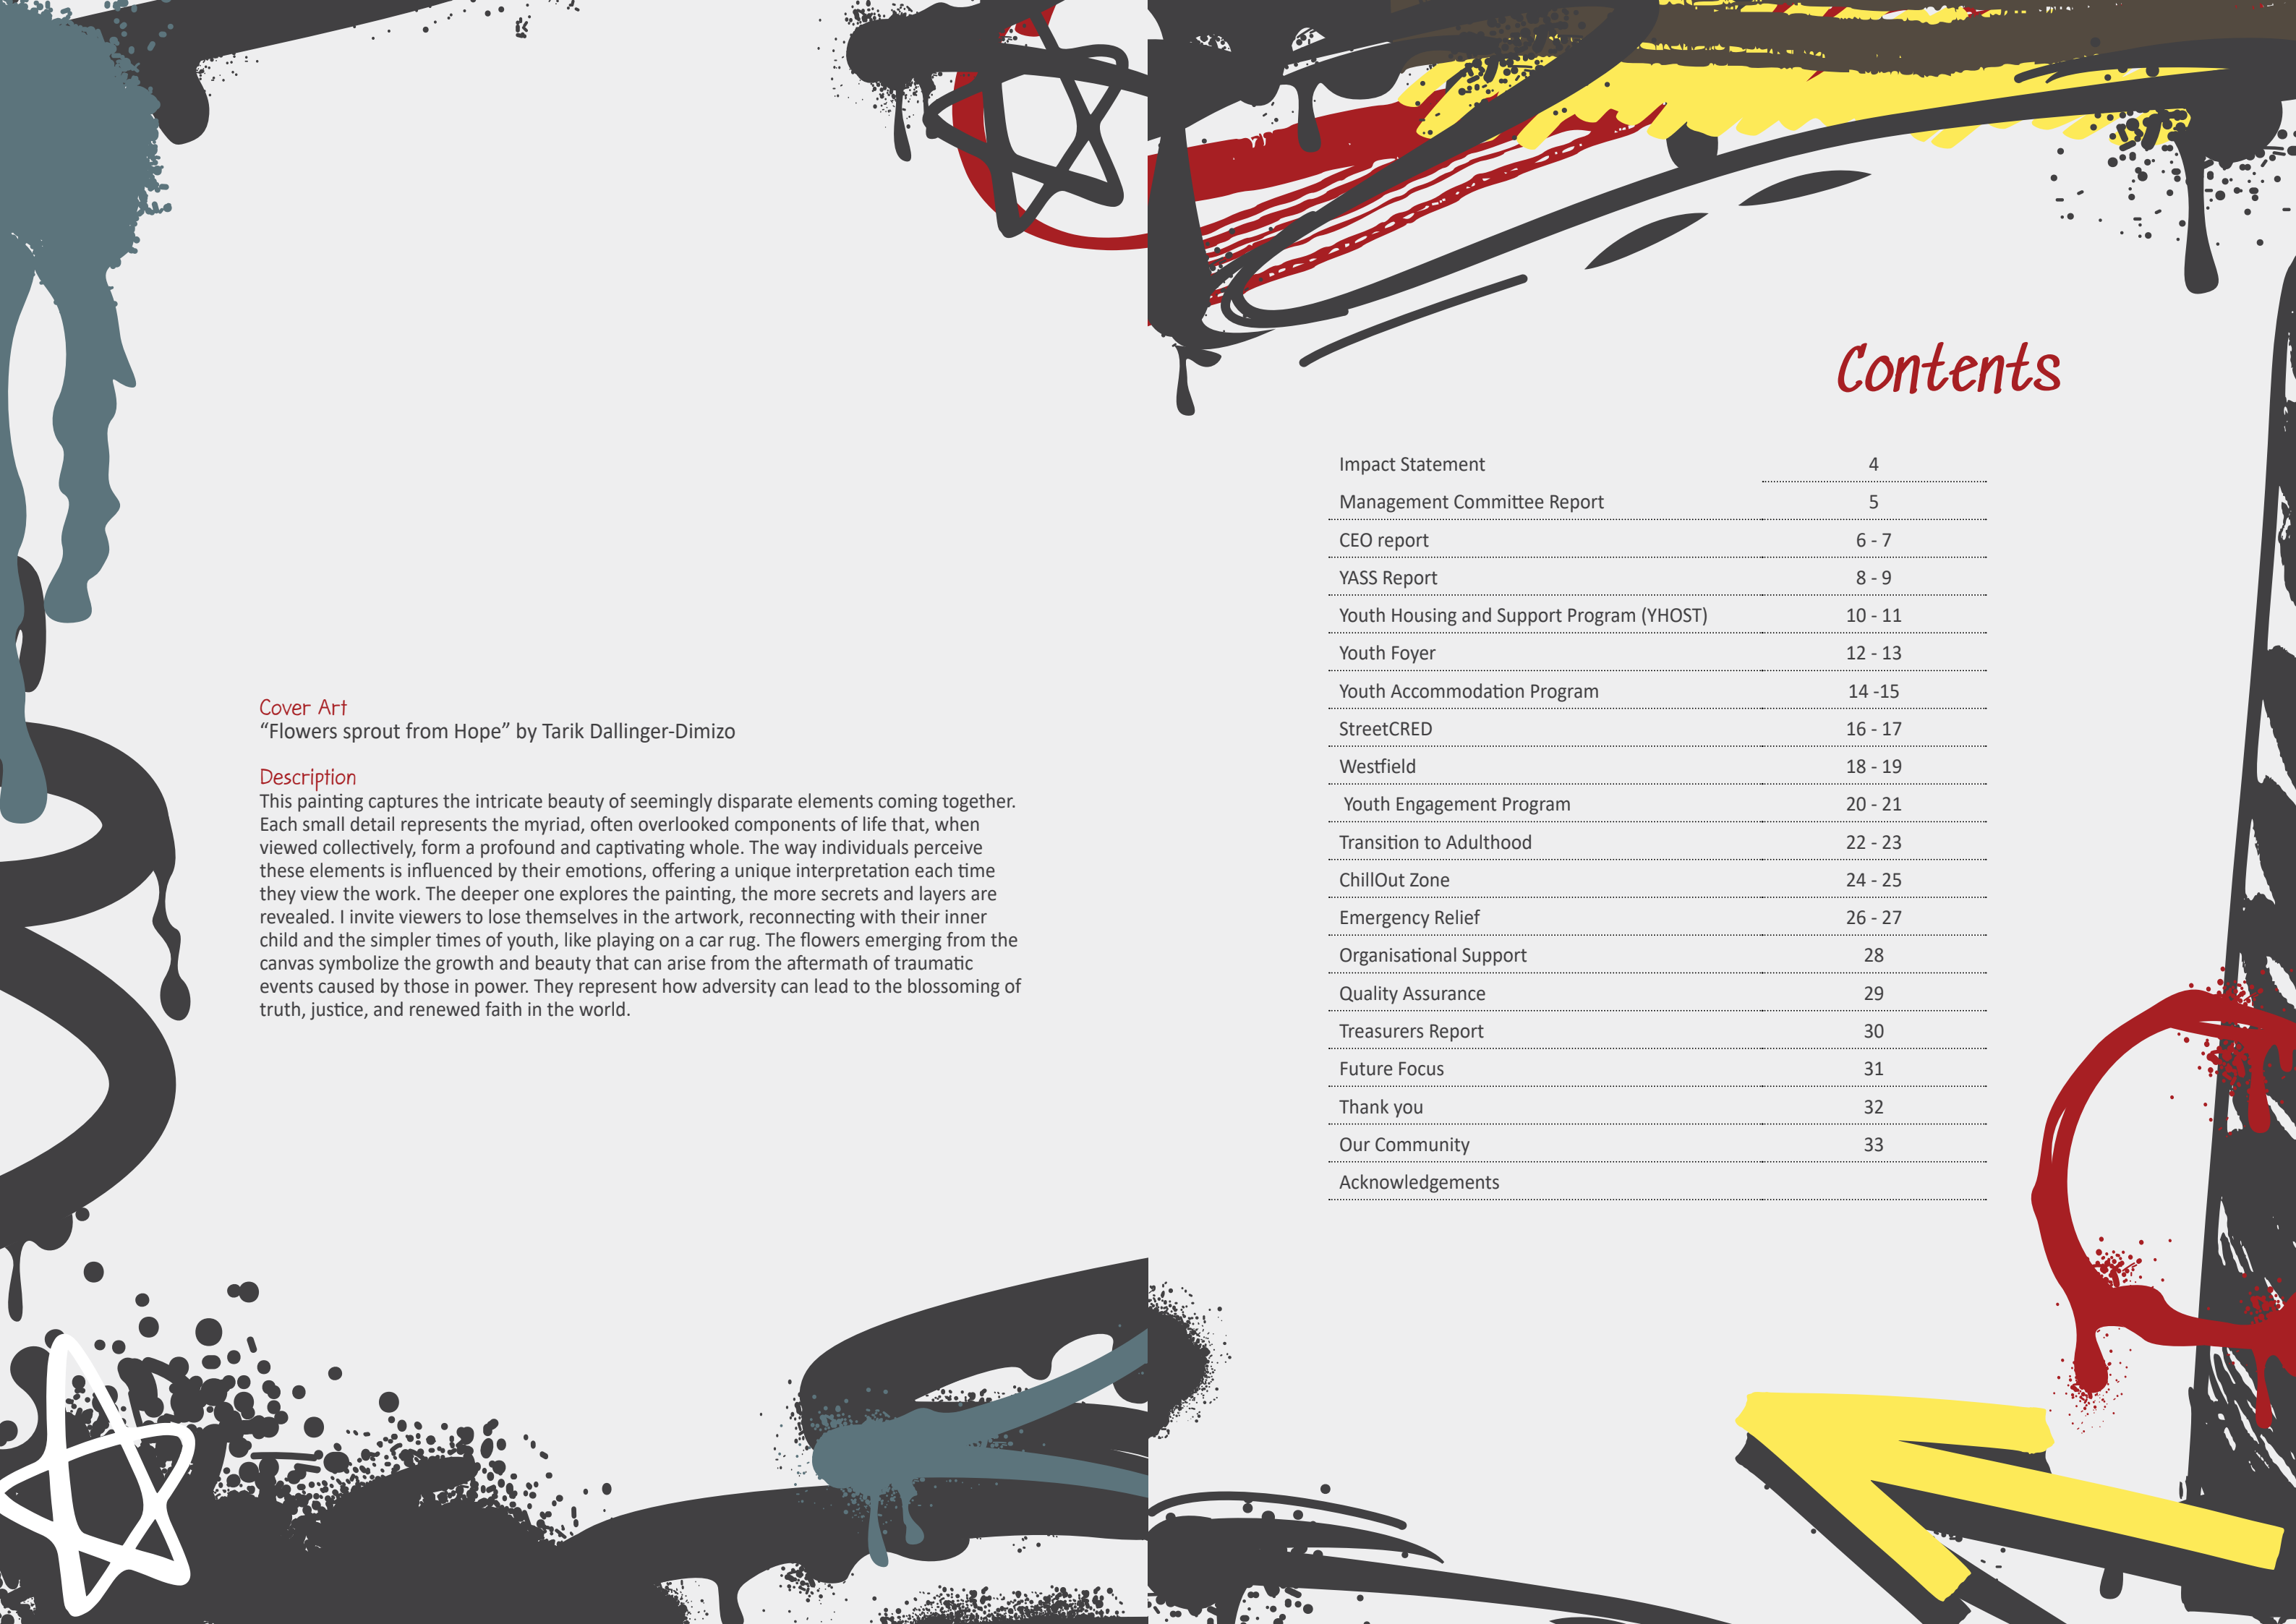 Cover Art
“Flowers sprout from Hope” by Tarik Dallinger-Dimizo
Description
This painting captures the intricate beauty of seemingly disparate elements coming together.
Each small detail represents the myriad, often overlooked components of life that, when
viewed collectively, form a profound and captivating whole. The way individuals perceive
these elements is influenced by their emotions, offering a unique interpretation each time
they view the work. The deeper one explores the painting, the more secrets and layers are
revealed. I invite viewers to lose themselves in the artwork, reconnecting with their inner
child and the simpler times of youth, like playing on a car rug. The flowers emerging from the
canvas symbolize the growth and beauty that can arise from the aftermath of traumatic
events caused by those in power. They represent how adversity can lead to the blossoming of
truth, justice, and renewed faith in the world.
Contents
Impact Statement 4
Management Committee Report 5
CEO report 6 - 7
YASS Report 8 - 9
Youth Housing and Support Program (YHOST) 10 - 11
Youth Foyer 12 - 13
Youth Accommodation Program 14 -15
StreetCRED 16 - 17
Westfield 18 - 19
Youth Engagement Program 20 - 21
Transition to Adulthood 22 - 23
ChillOut Zone 24 - 25
Emergency Relief 26 - 27
Organisational Support 28
Quality Assurance 29
Treasurers Report 30
Future Focus 31
Thank you 32
Our Community 33
Acknowledgements